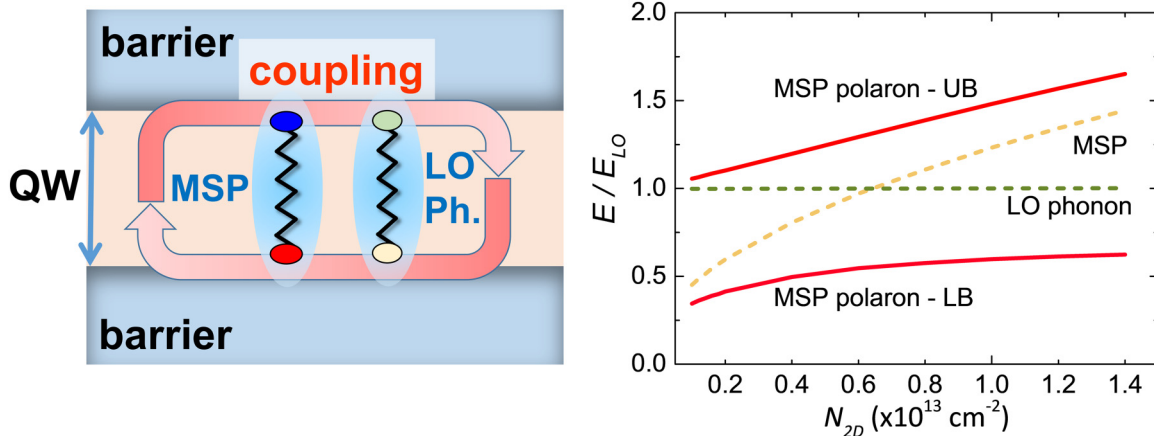 barrier
coupling
QW
MSP
LO
Ph.
barrier
E / E_LO
2.0
1.5
1.0
0.5
0.0
MSP polaron - UB
MSP
LO phonon
MSP polaron - LB
0.2 0.4 0.6 0.8 1.0 1.2 1.4
N_2D (x10^13 cm^-2)